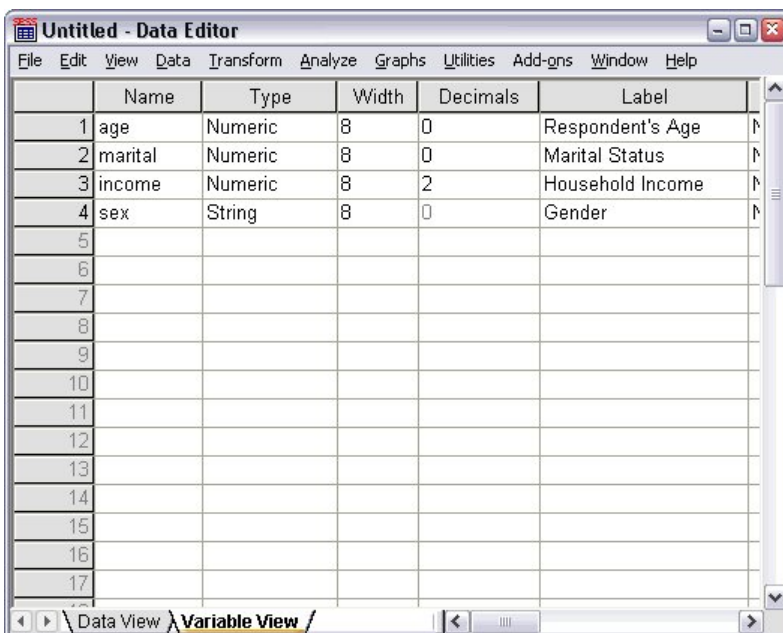 Untitled - Data Editor
File Edit View Data Transform Analyze Graphs Utilities Add-ons Window Help
Name Type Width Decimals Label
1 age Numeric 8 0 Respondent's Age
2 marital Numeric 8 0 Marital Status
3 income Numeric 8 2 Household Income
4 sex String 8 0 Gender
5
6
7
8
9
10
11
12
13
14
15
16
17
Data View Variable View